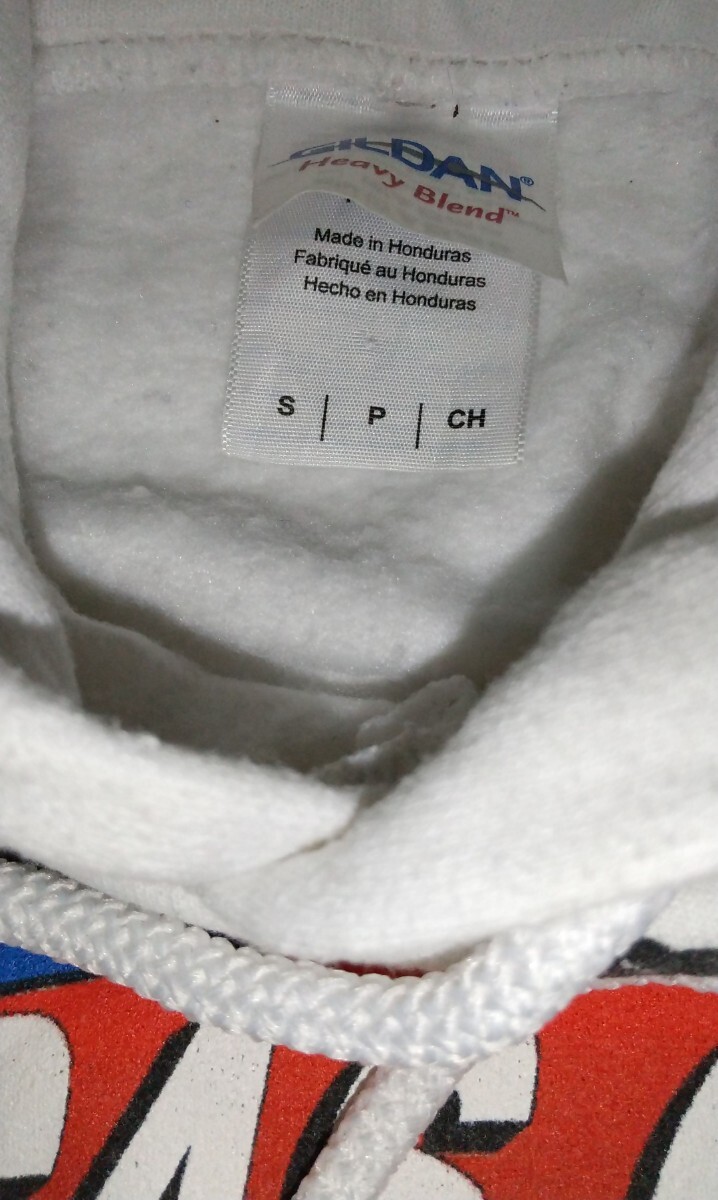 GILDAN®
Heavy Blend™
Made in Honduras
Fabriqué au Honduras
Hecho en Honduras
S | P | CH